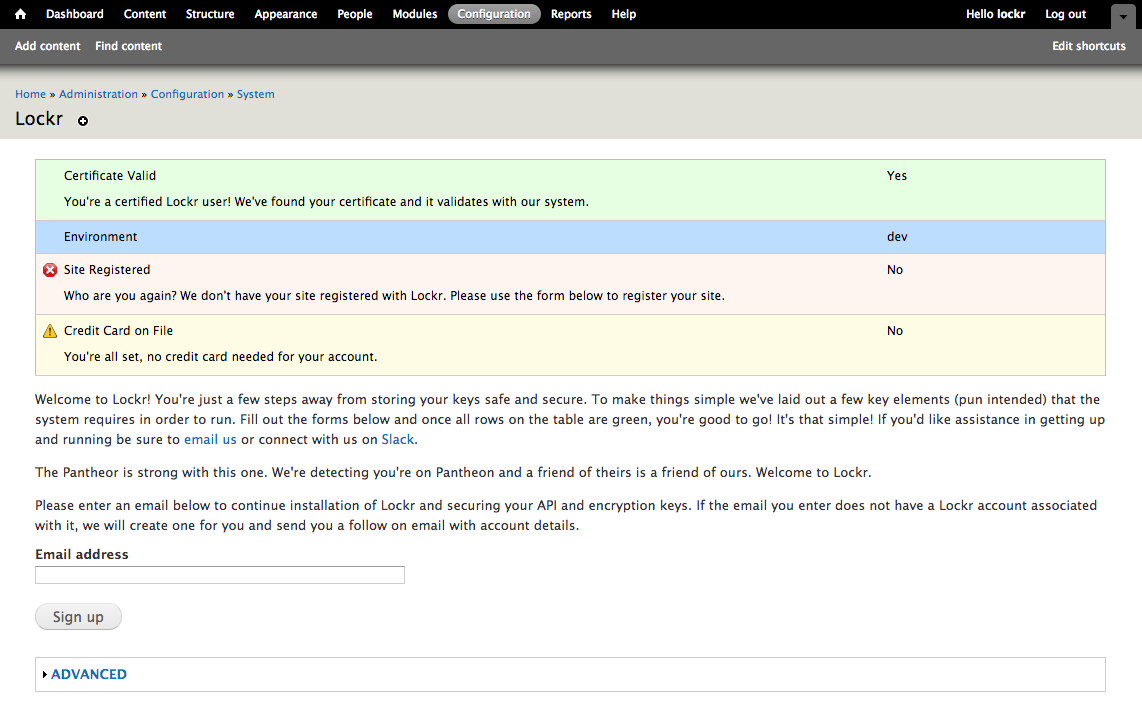 Dashboard Content Structure Appearance People Modules Configuration Reports Help Hello lockr Log out
Add content Find content Edit shortcuts
Home » Administration » Configuration » System
Lockr
Certificate Valid Yes
You're a certified Lockr user! We've found your certificate and it validates with our system.
Environment dev
Site Registered No
Who are you again? We don't have your site registered with Lockr. Please use the form below to register your site.
Credit Card on File No
You're all set, no credit card needed for your account.
Welcome to Lockr! You're just a few steps away from storing your keys safe and secure. To make things simple we've laid out a few key elements (pun intended) that the
system requires in order to run. Fill out the forms below and once all rows on the table are green, you're good to go! It's that simple! If you'd like assistance in getting up
and running be sure to email us or connect with us on Slack.
The Pantheor is strong with this one. We're detecting you're on Pantheon and a friend of theirs is a friend of ours. Welcome to Lockr.
Please enter an email below to continue installation of Lockr and securing your API and encryption keys. If the email you enter does not have a Lockr account associated
with it, we will create one for you and send you a follow on email with account details.
Email address
Sign up
ADVANCED